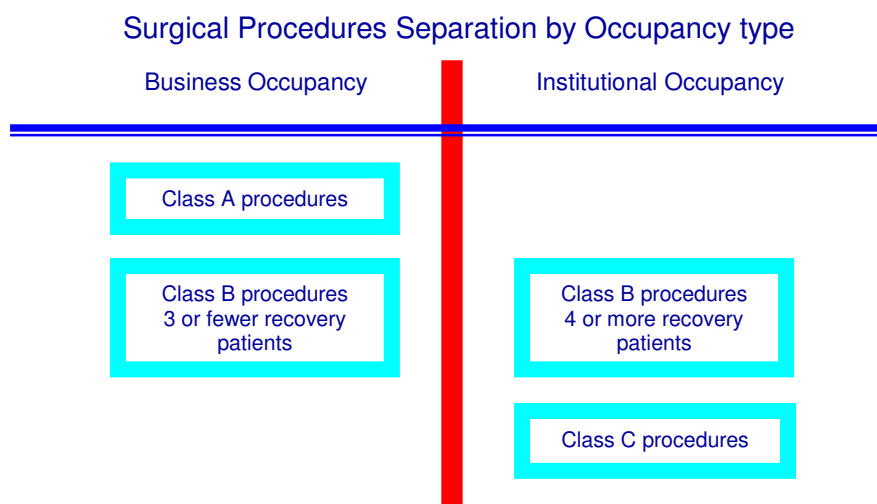 Surgical Procedures Separation by Occupancy type
Business Occupancy
Institutional Occupancy
Class A procedures
Class B procedures
3 or fewer recovery
patients
Class B procedures
4 or more recovery
patients
Class C procedures